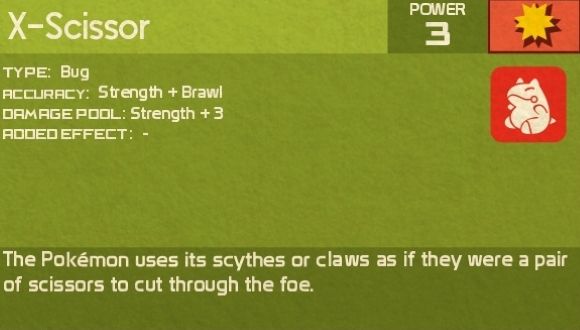 X-Scissor
POWER
3
TYPE: Bug
ACCURACY: Strength + Brawl
DAMAGE POOL: Strength + 3
ADDED EFFECT: -
The Pokémon uses its scythes or claws as if they were a pair
of scissors to cut through the foe.